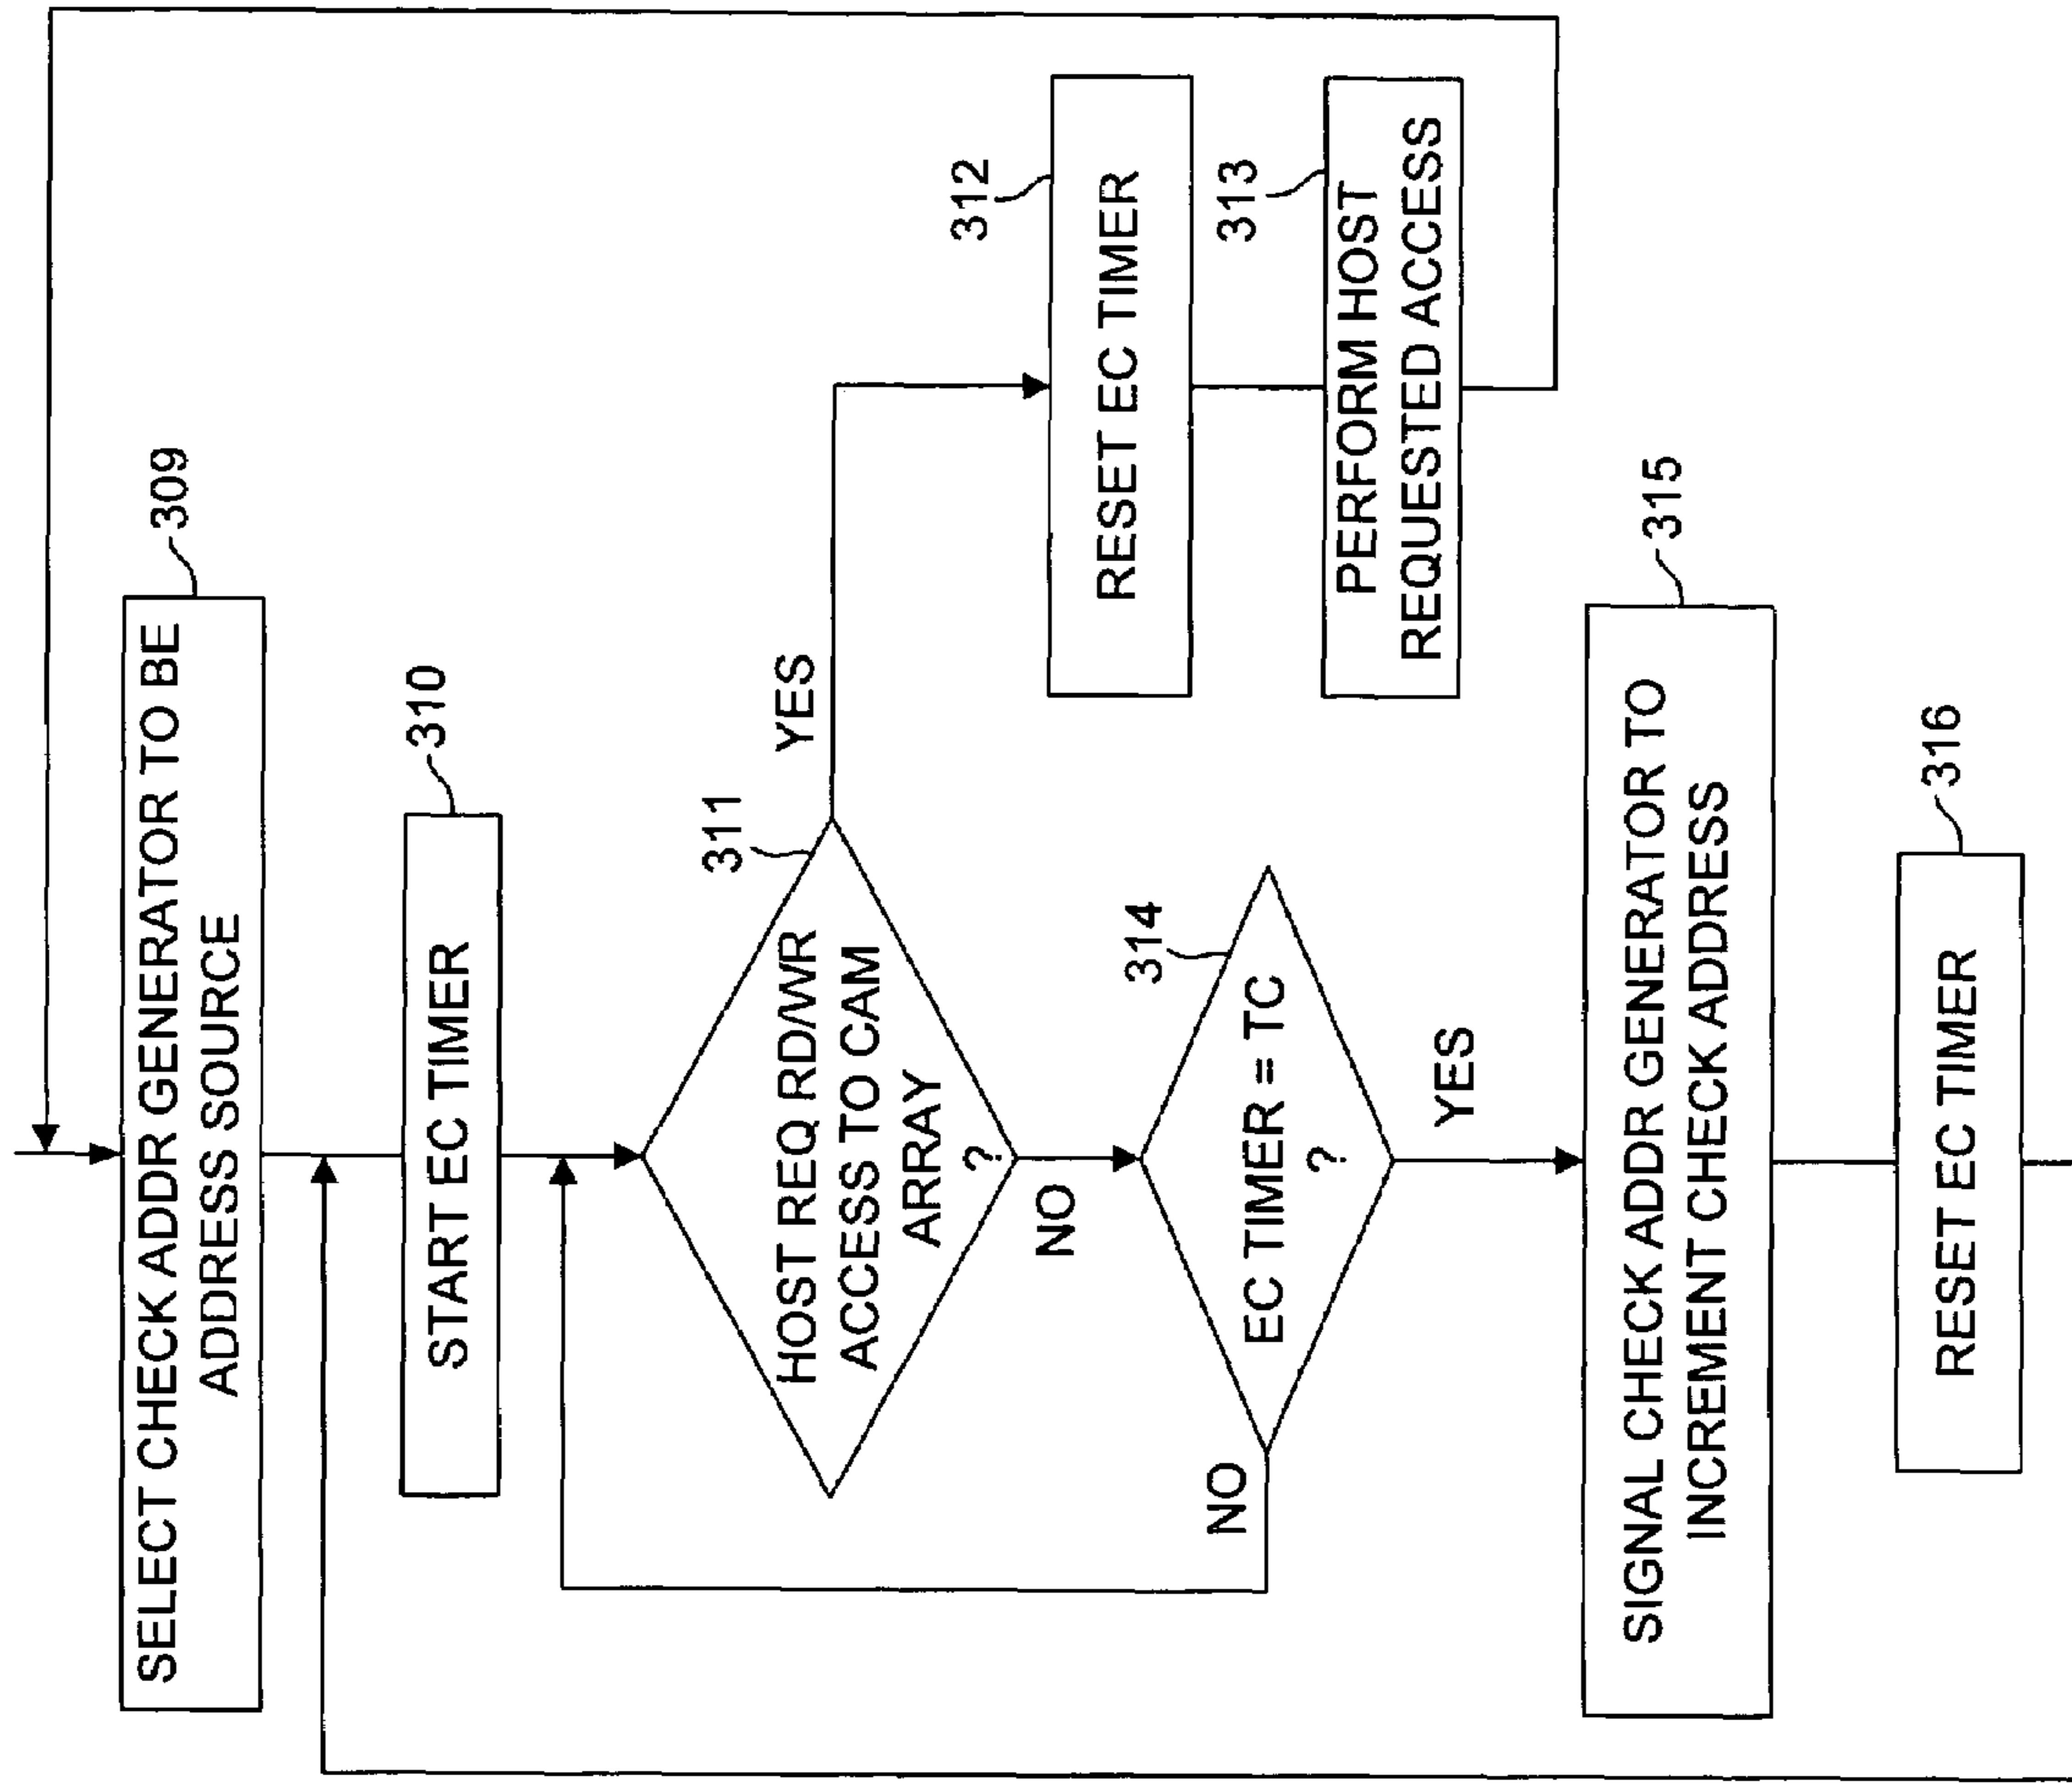 309
SELECT CHECK ADDR GENERATOR TO BE
ADDRESS SOURCE
310
START EC TIMER
311
HOST REQ RD/WR
ACCESS TO CAM
ARRAY
?
YES
NO
312
RESET EC TIMER
313
PERFORM HOST
REQUESTED ACCESS
314
EC TIMER = TC
?
NO
YES
315
SIGNAL CHECK ADDR GENERATOR TO
INCREMENT CHECK ADDRESS
316
RESET EC TIMER